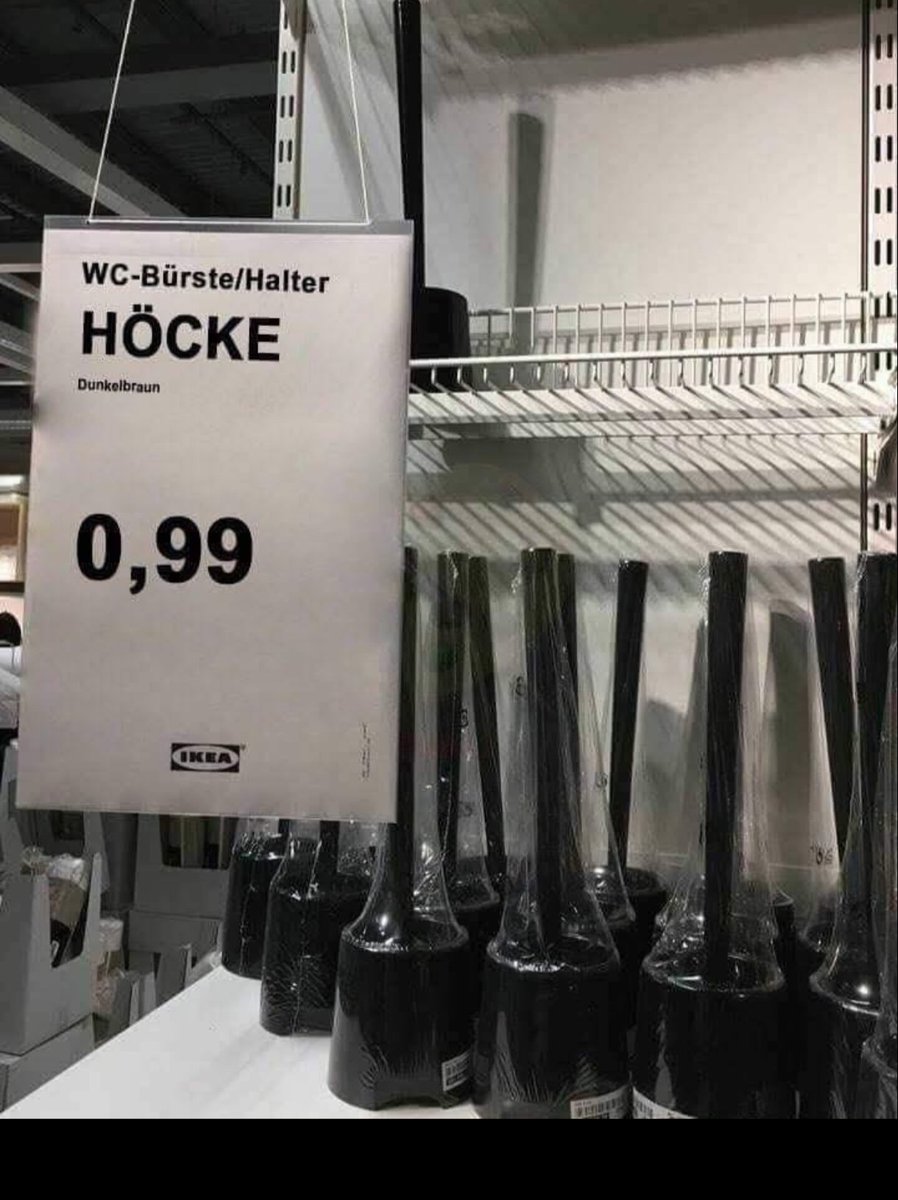 WC-Bürste/Halter
HÖCKE
Dunkelbraun
0,99
IKEA